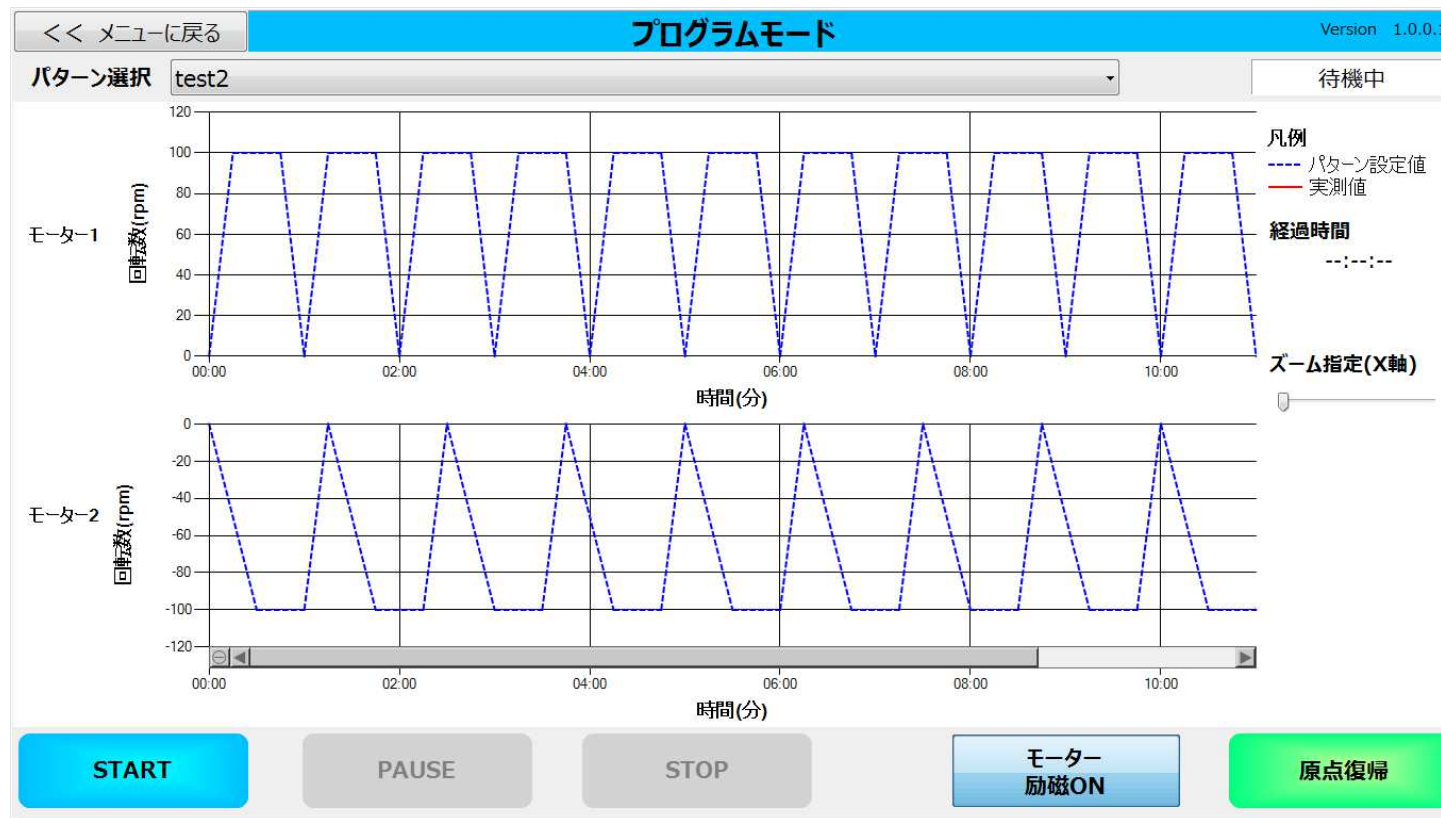 << メニューに戻る
プログラムモード
Version 1.0.0.
パターン選択
test2
待機中
120
100
80
60
40
20
0
回転数(rpm)
モーター1
00:00
02:00
04:00
06:00
08:00
10:00
時間(分)
凡例
パターン設定値
実測値
経過時間
--:--:--
ズーム指定(X軸)
0
-20
-40
-60
-80
-100
-120
回転数(rpm)
モーター2
00:00
02:00
04:00
06:00
08:00
10:00
時間(分)
START
PAUSE
STOP
モーター
励磁ON
原点復帰